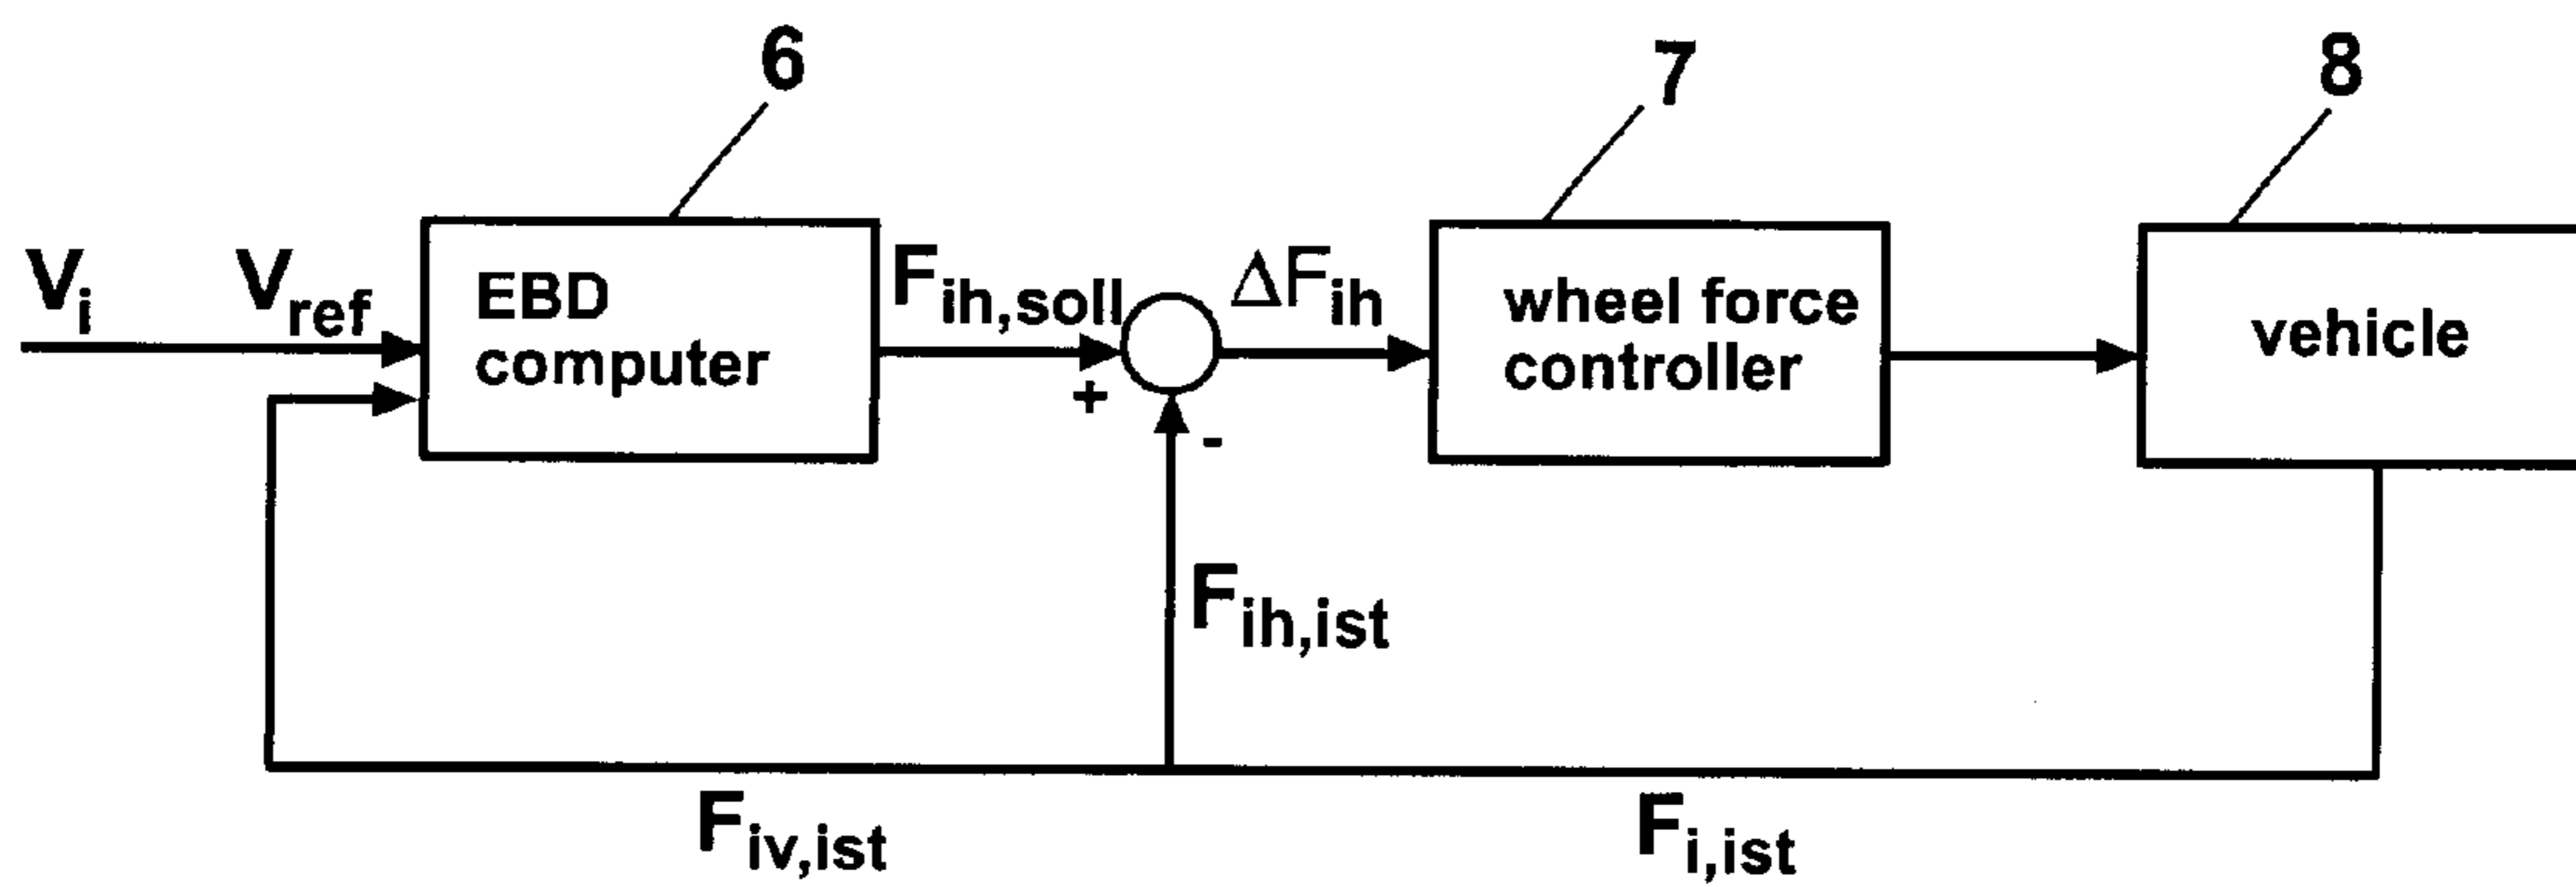 6
7
8
Vi
Vref
EBD
computer
Fih,soll
ΔFih
wheel force
controller
vehicle
+
-
Fih,ist
Fiv,ist
Fi,ist